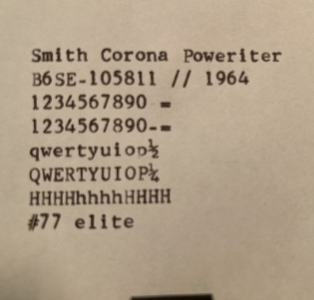 Smith Corona Poweriter
B6SE-105811 // 1964
1234567890 =
1234567890-=
qwertyuiop½
QWERTYUIOP¼
HHHHhhhhHHHH
#77 elite